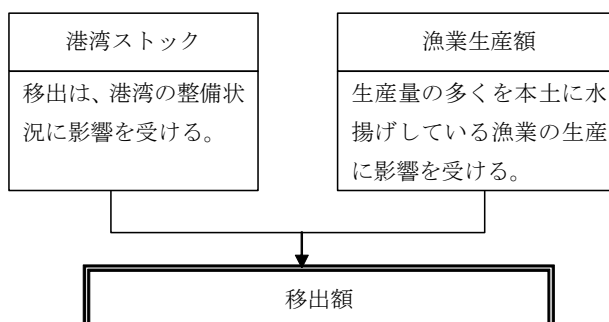 港湾ストック
移出は、港湾の整備状
況に影響を受ける。
漁業生産額
生産量の多くを本土に水
揚げしている漁業の生産
に影響を受ける。
移出額